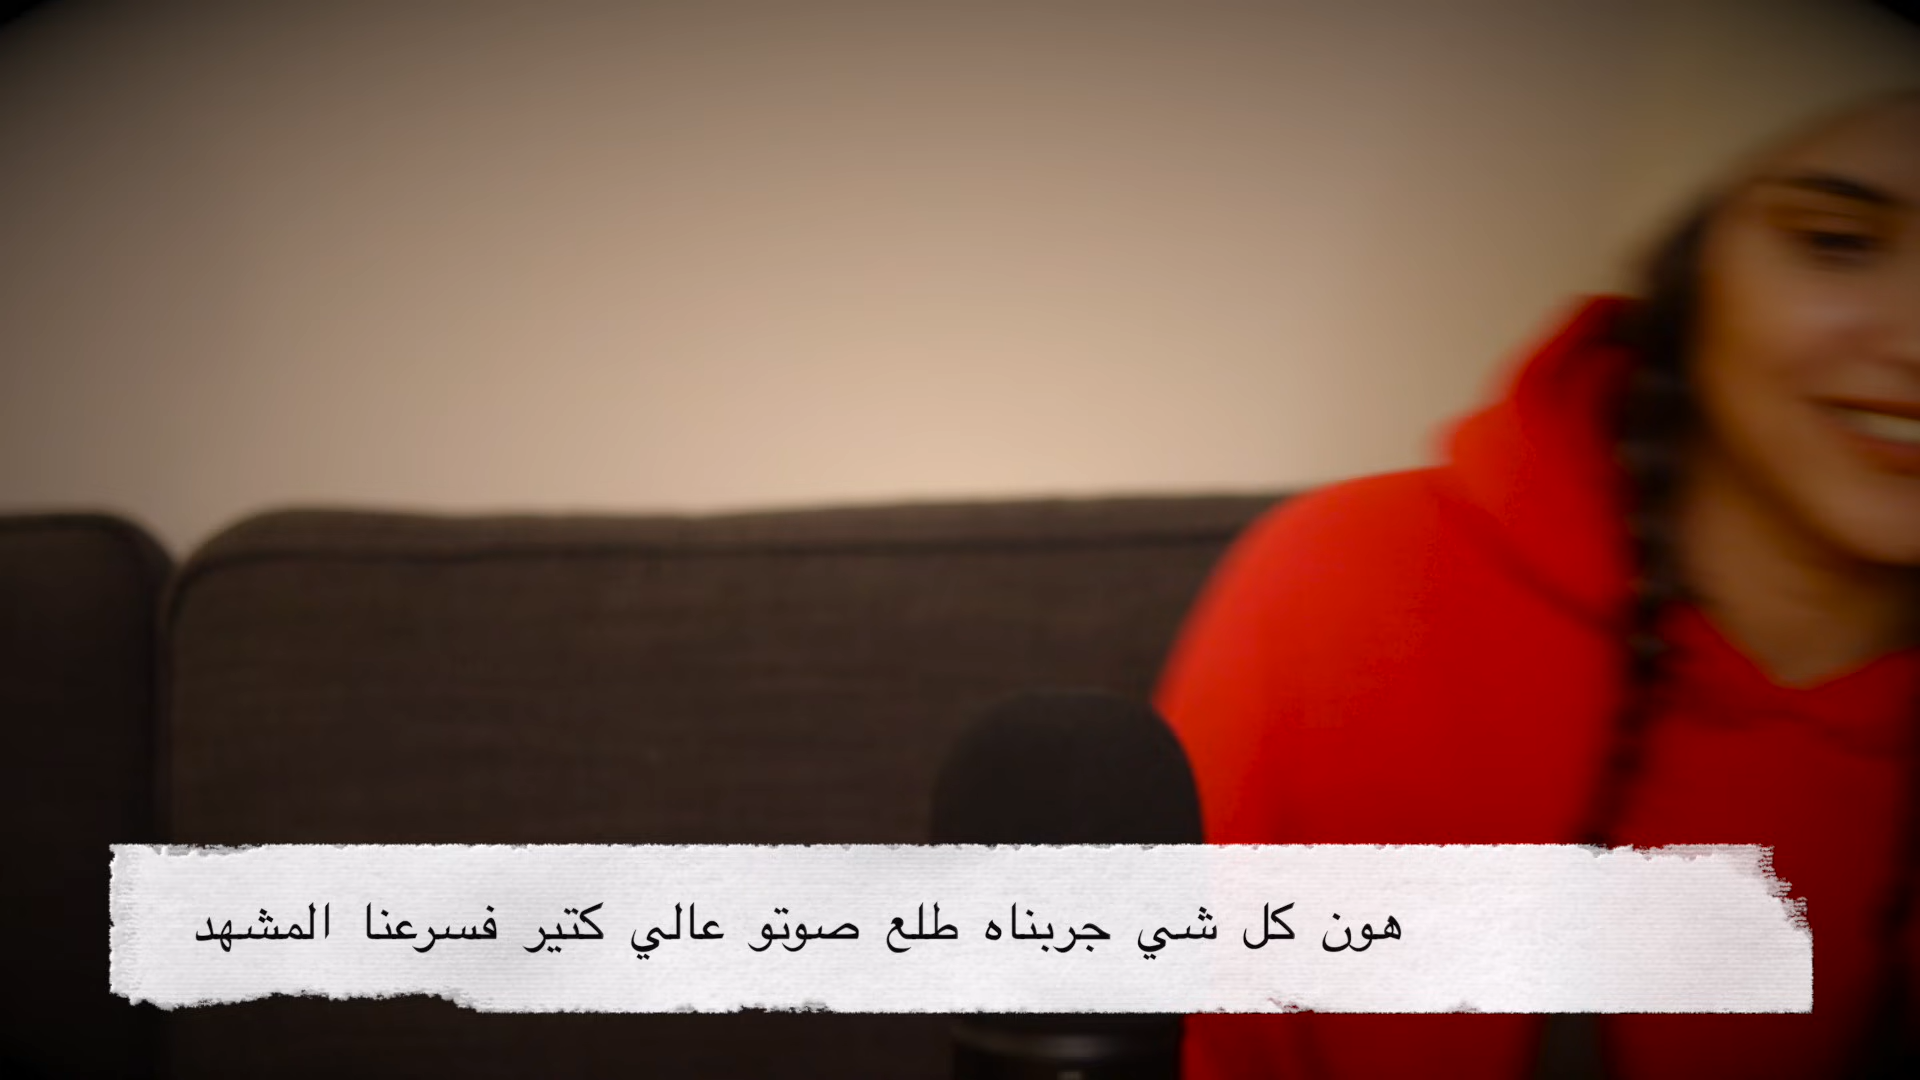 هون كل شي جربناه طلع صوتو عالي كتير فسرعنا المشهد